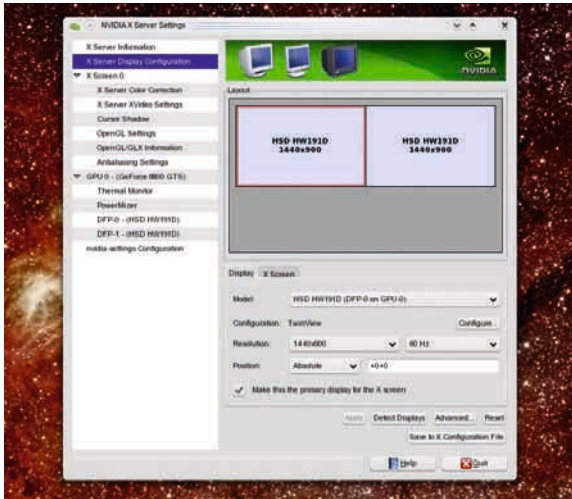 NVIDIA X Server Settings
X Server Information
X Server Display Configuration
X Screen 0
X Server Color Correction
X Server XVideo Settings
Cursor Shadow
OpenGL Settings
OpenGL/GLX Information
Antialiasing Settings
GPU 0 - (GeForce 8800 GTS)
Thermal Monitor
PowerMizer
DFP-0 - (HSD HW191D)
DFP-1 - (HSD HW191D)
nvidia-settings Configuration
NVIDIA
Layout
HSD HW191D
1440x900
HSD HW191D
1440x900
Display X Screen
Model: HSD HW191D (DFP-0 on GPU-0)
Configuration: TwinView Configure...
Resolution: 1440x900 60 Hz
Position: Absolute +0+0
Make this the primary display for the X screen
Apply Detect Displays Advanced... Reset
Save to X Configuration File
Help Quit